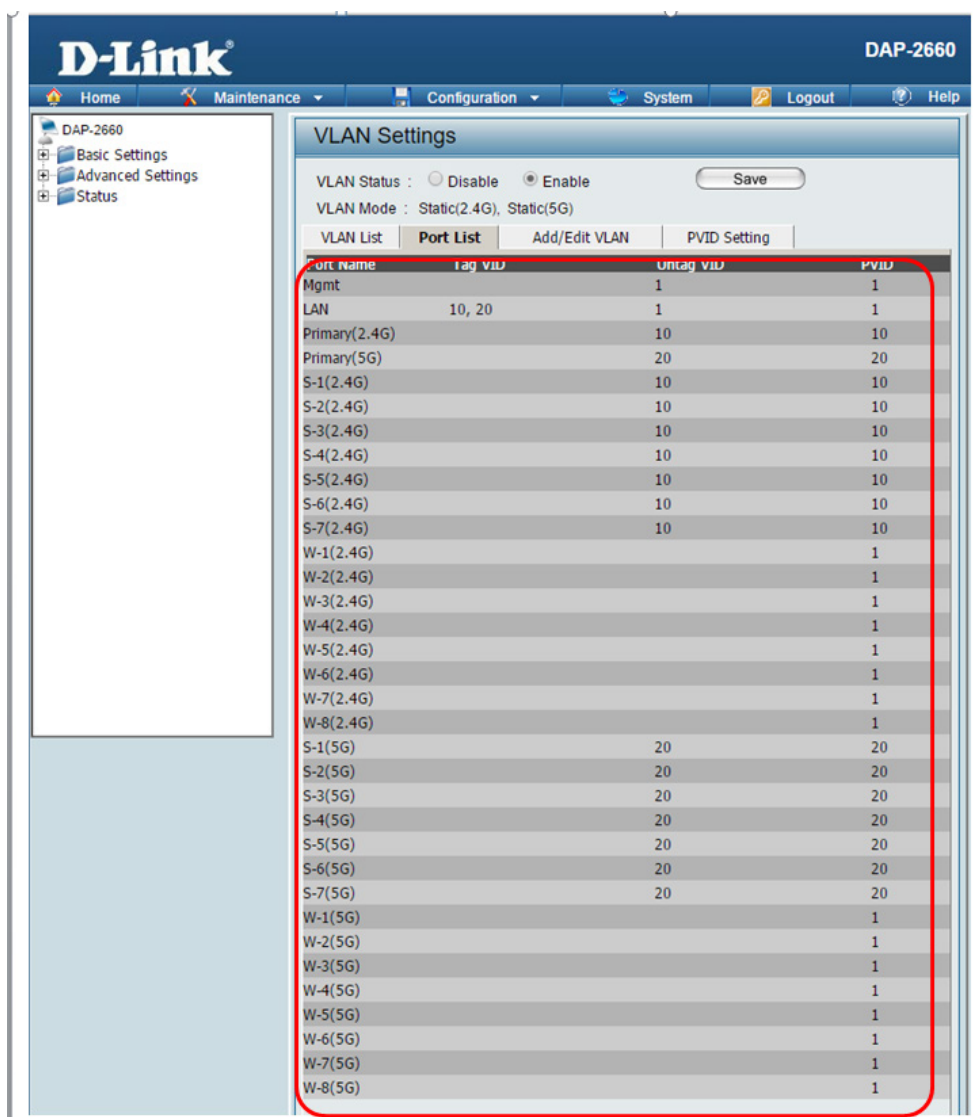 D-Link®
DAP-2660
Home Maintenance Configuration System Logout Help
DAP-2660
Basic Settings
Advanced Settings
Status
VLAN Settings
VLAN Status : Disable Enable Save
VLAN Mode : Static(2.4G), Static(5G)
VLAN List Port List Add/Edit VLAN PVID Setting
Port Name Tag VID Untag VID PVID
Mgmt 1 1
LAN 10, 20 1 1
Primary(2.4G) 10 10
Primary(5G) 20 20
S-1(2.4G) 10 10
S-2(2.4G) 10 10
S-3(2.4G) 10 10
S-4(2.4G) 10 10
S-5(2.4G) 10 10
S-6(2.4G) 10 10
S-7(2.4G) 10 10
W-1(2.4G) 1
W-2(2.4G) 1
W-3(2.4G) 1
W-4(2.4G) 1
W-5(2.4G) 1
W-6(2.4G) 1
W-7(2.4G) 1
W-8(2.4G) 1
S-1(5G) 20 20
S-2(5G) 20 20
S-3(5G) 20 20
S-4(5G) 20 20
S-5(5G) 20 20
S-6(5G) 20 20
S-7(5G) 20 20
W-1(5G) 1
W-2(5G) 1
W-3(5G) 1
W-4(5G) 1
W-5(5G) 1
W-6(5G) 1
W-7(5G) 1
W-8(5G) 1